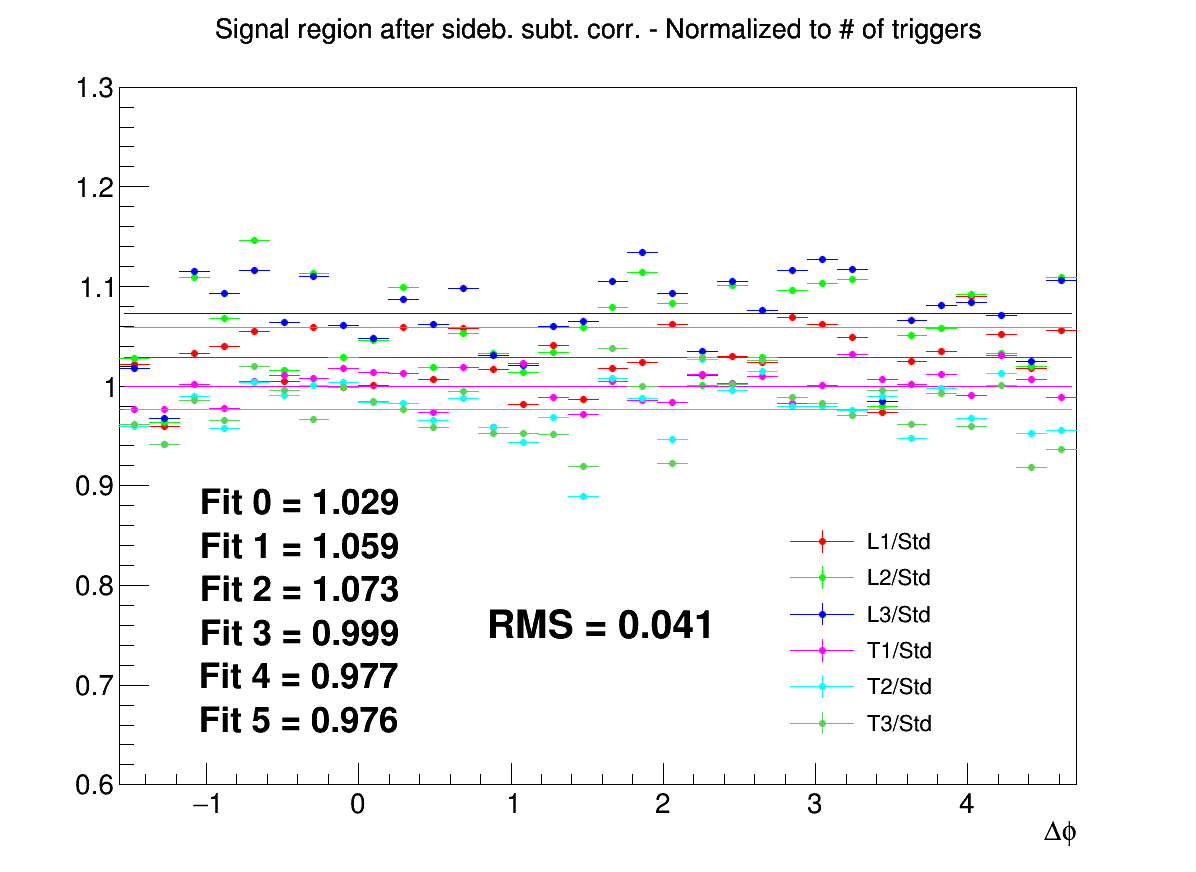 Signal region after sideb. subt. corr. - Normalized to # of triggers
1.3
1.2
1.1
1
0.9
0.8
0.7
0.6
Fit 0 = 1.029
Fit 1 = 1.059
Fit 2 = 1.073
Fit 3 = 0.999
Fit 4 = 0.977
Fit 5 = 0.976
RMS = 0.041
L1/Std
L2/Std
L3/Std
T1/Std
T2/Std
T3/Std
−1 0 1 2 3 4
Δϕ